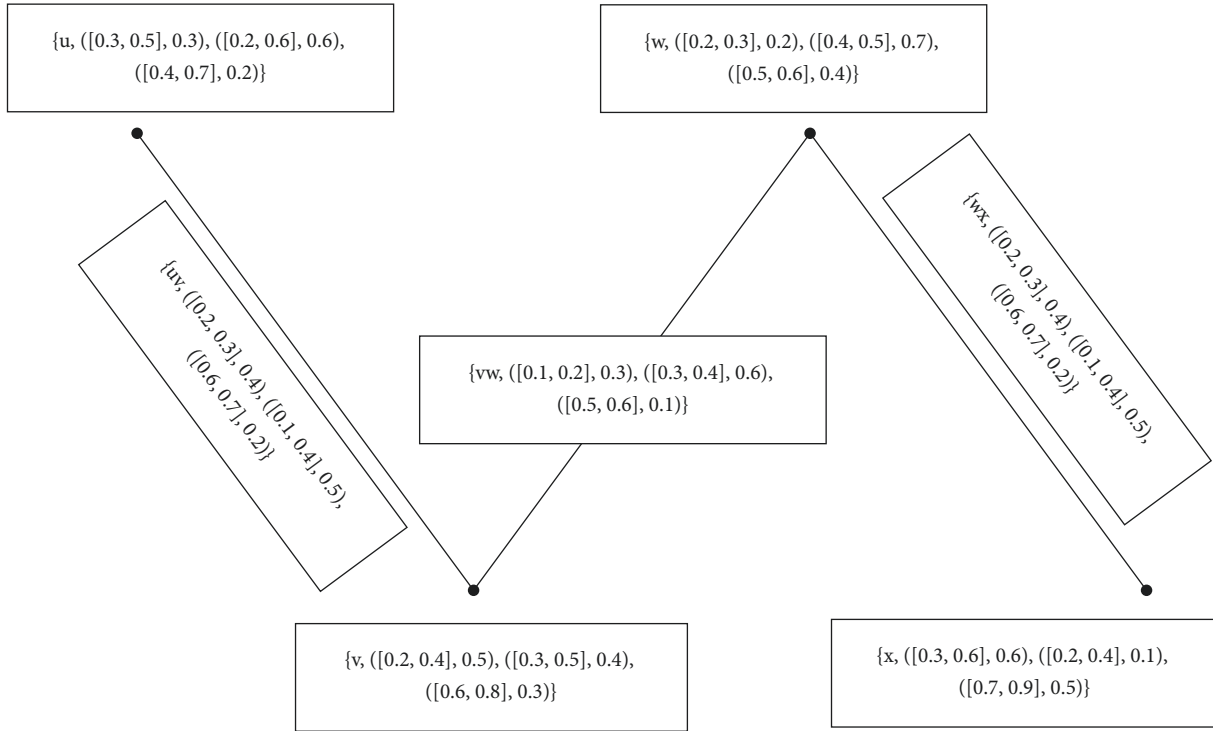 {u, ([0.3, 0.5], 0.3), ([0.2, 0.6], 0.6),
([0.4, 0.7], 0.2)}
{w, ([0.2, 0.3], 0.2), ([0.4, 0.5], 0.7),
([0.5, 0.6], 0.4)}
{uv, ([0.2, 0.3], 0.4), ([0.1, 0.4], 0.5),
([0.6, 0.7], 0.2)}
{vw, ([0.1, 0.2], 0.3), ([0.3, 0.4], 0.6),
([0.5, 0.6], 0.1)}
{wx, ([0.2, 0.3], 0.4), ([0.1, 0.4], 0.5),
([0.6, 0.7], 0.2)}
{v, ([0.2, 0.4], 0.5), ([0.3, 0.5], 0.4),
([0.6, 0.8], 0.3)}
{x, ([0.3, 0.6], 0.6), ([0.2, 0.4], 0.1),
([0.7, 0.9], 0.5)}